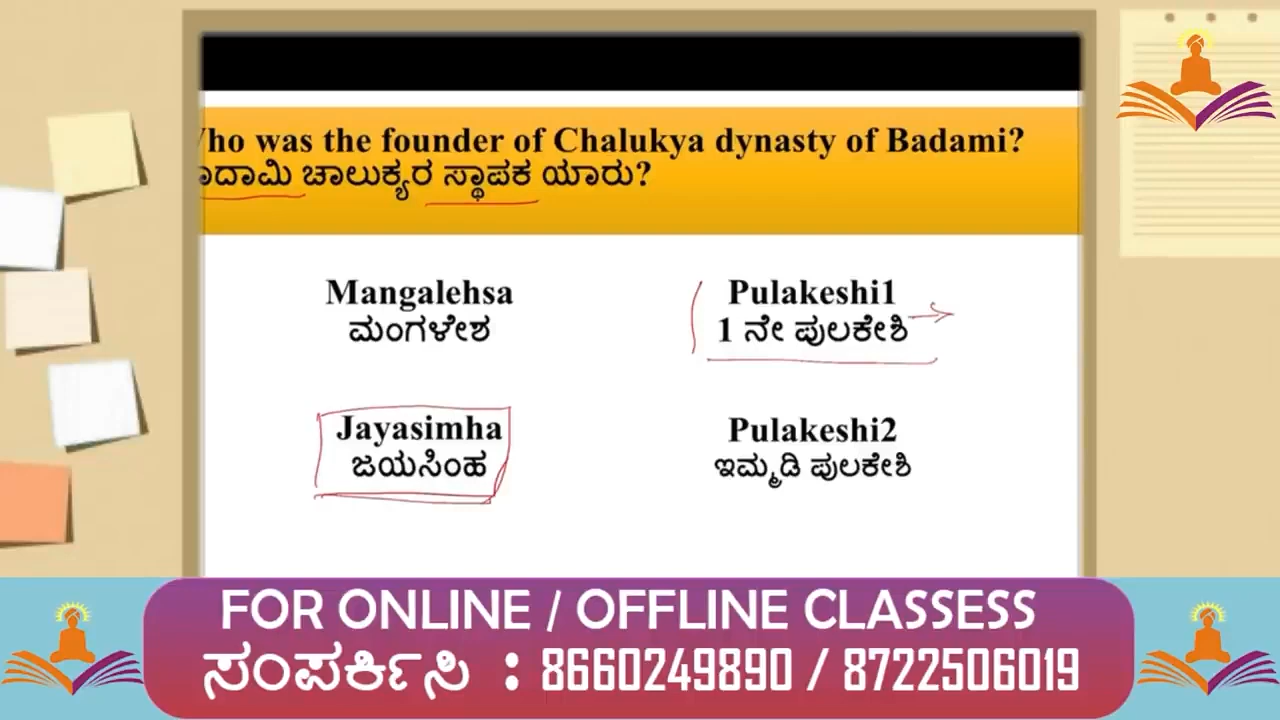 ho was the founder of Chalukya dynasty of Badami?
ದಾಮಿ ಚಾಲುಕ್ಯರ ಸ್ಥಾಪಕ ಯಾರು?
Mangalehsa
ಮಂಗಳೇಶ
Pulakeshi1
1 ನೇ ಪುಲಕೇಶಿ
Jayasimha
ಜಯಸಿಂಹ
Pulakeshi2
ಇಮ್ಮಡಿ ಪುಲಕೇಶಿ
FOR ONLINE / OFFLINE CLASSESS
ಸಂಪರ್ಕಿಸಿ : 8660249890 / 8722506019